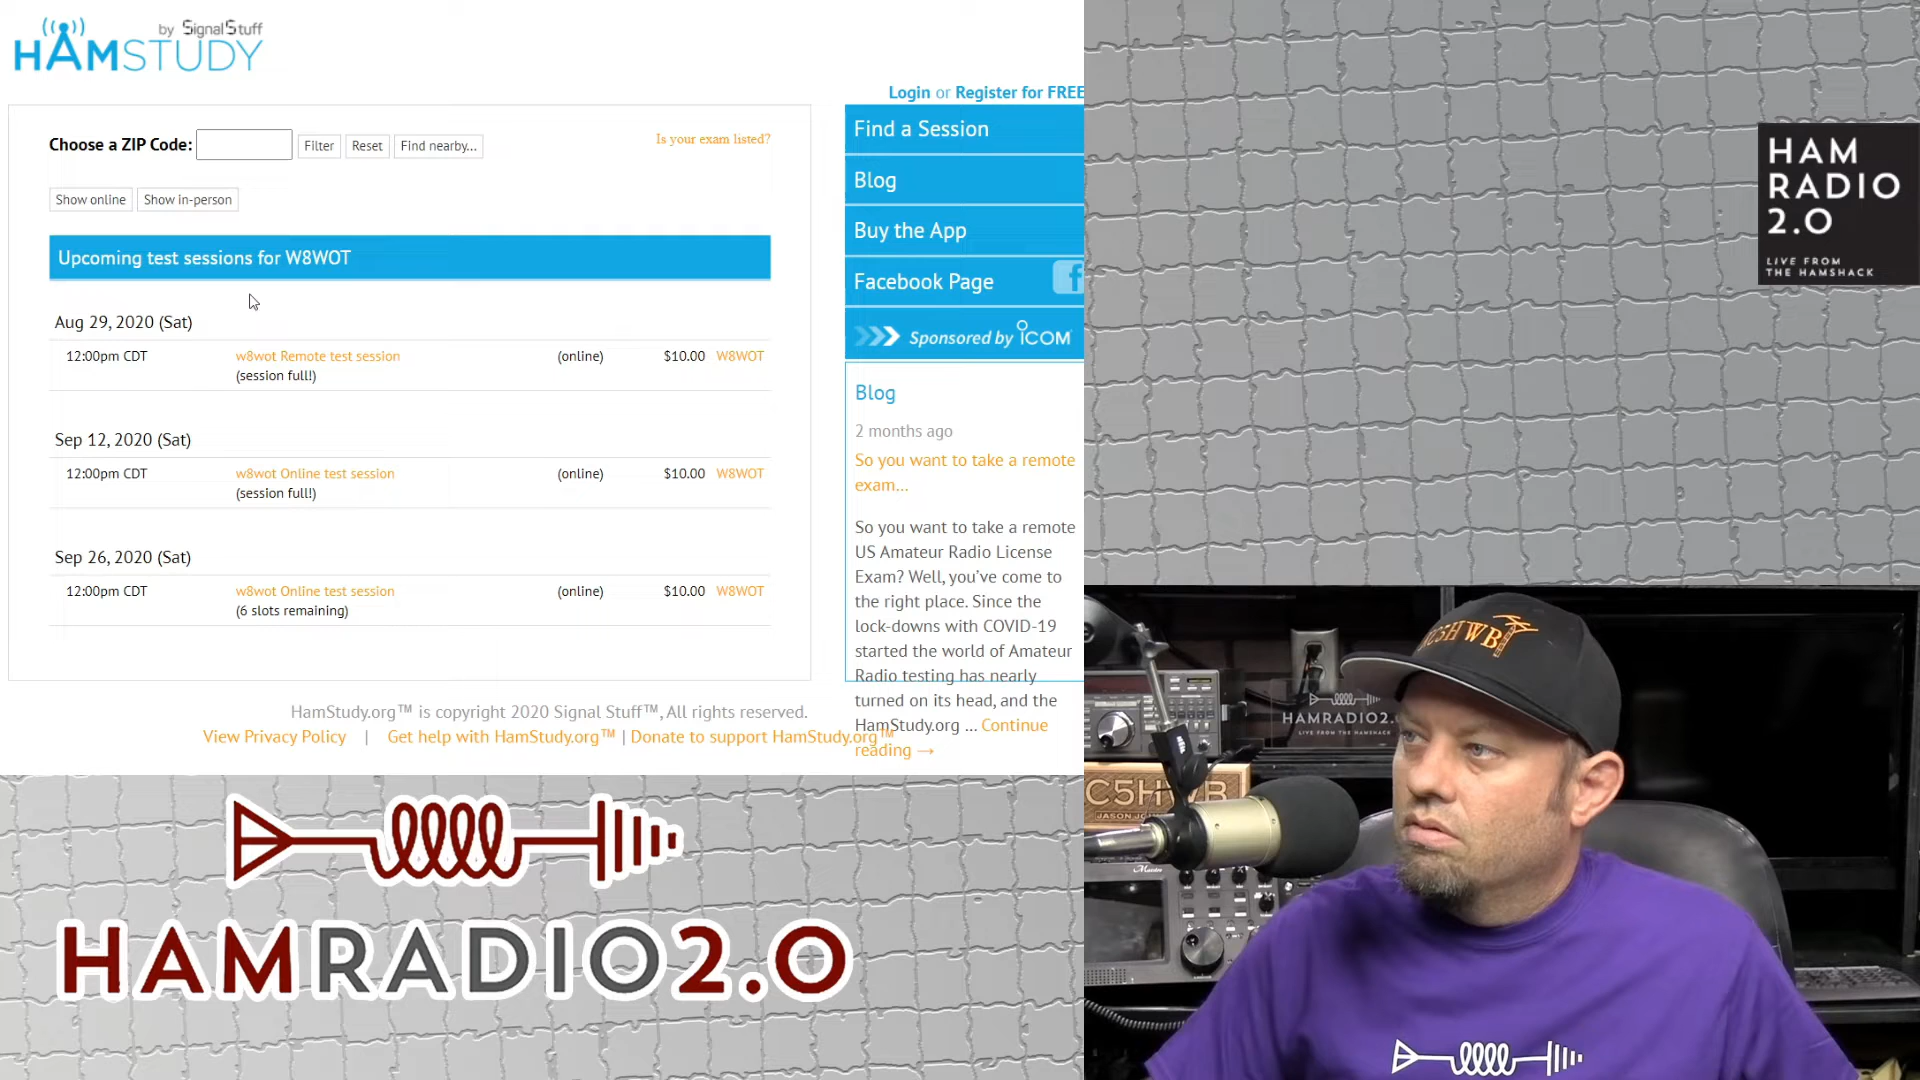 by SignalStuff
HAMSTUDY
Login or Register for FREE
Choose a ZIP Code:
Filter
Reset
Find nearby...
Is your exam listed?
Show online
Show in-person
Upcoming test sessions for W8WOT
Aug 29, 2020 (Sat)
12:00pm CDT w8wot Remote test session (online) $10.00 W8WOT
(session full!)
Sep 12, 2020 (Sat)
12:00pm CDT w8wot Online test session (online) $10.00 W8WOT
(session full!)
Sep 26, 2020 (Sat)
12:00pm CDT w8wot Online test session (online) $10.00 W8WOT
(6 slots remaining)
Find a Session
Blog
Buy the App
Facebook Page
f
Sponsored by ICOM
Blog
2 months ago
So you want to take a remote
exam...
So you want to take a remote
US Amateur Radio License
Exam? Well, you’ve come to
the right place. Since the
lock-downs with COVID-19
started the world of Amateur
Radio testing has nearly
turned on its head, and the
HamStudy.org ... Continue
reading →
HamStudy.org™ is copyright 2020 Signal Stuff™, All rights reserved.
View Privacy Policy | Get help with HamStudy.org™ | Donate to support HamStudy.org™
HAMRADIO2.0
HAM
RADIO
2.0
LIVE FROM
THE HAMSHACK
HAMRADIO2.
LIVE FROM THE HAMSHACK
C5HWB